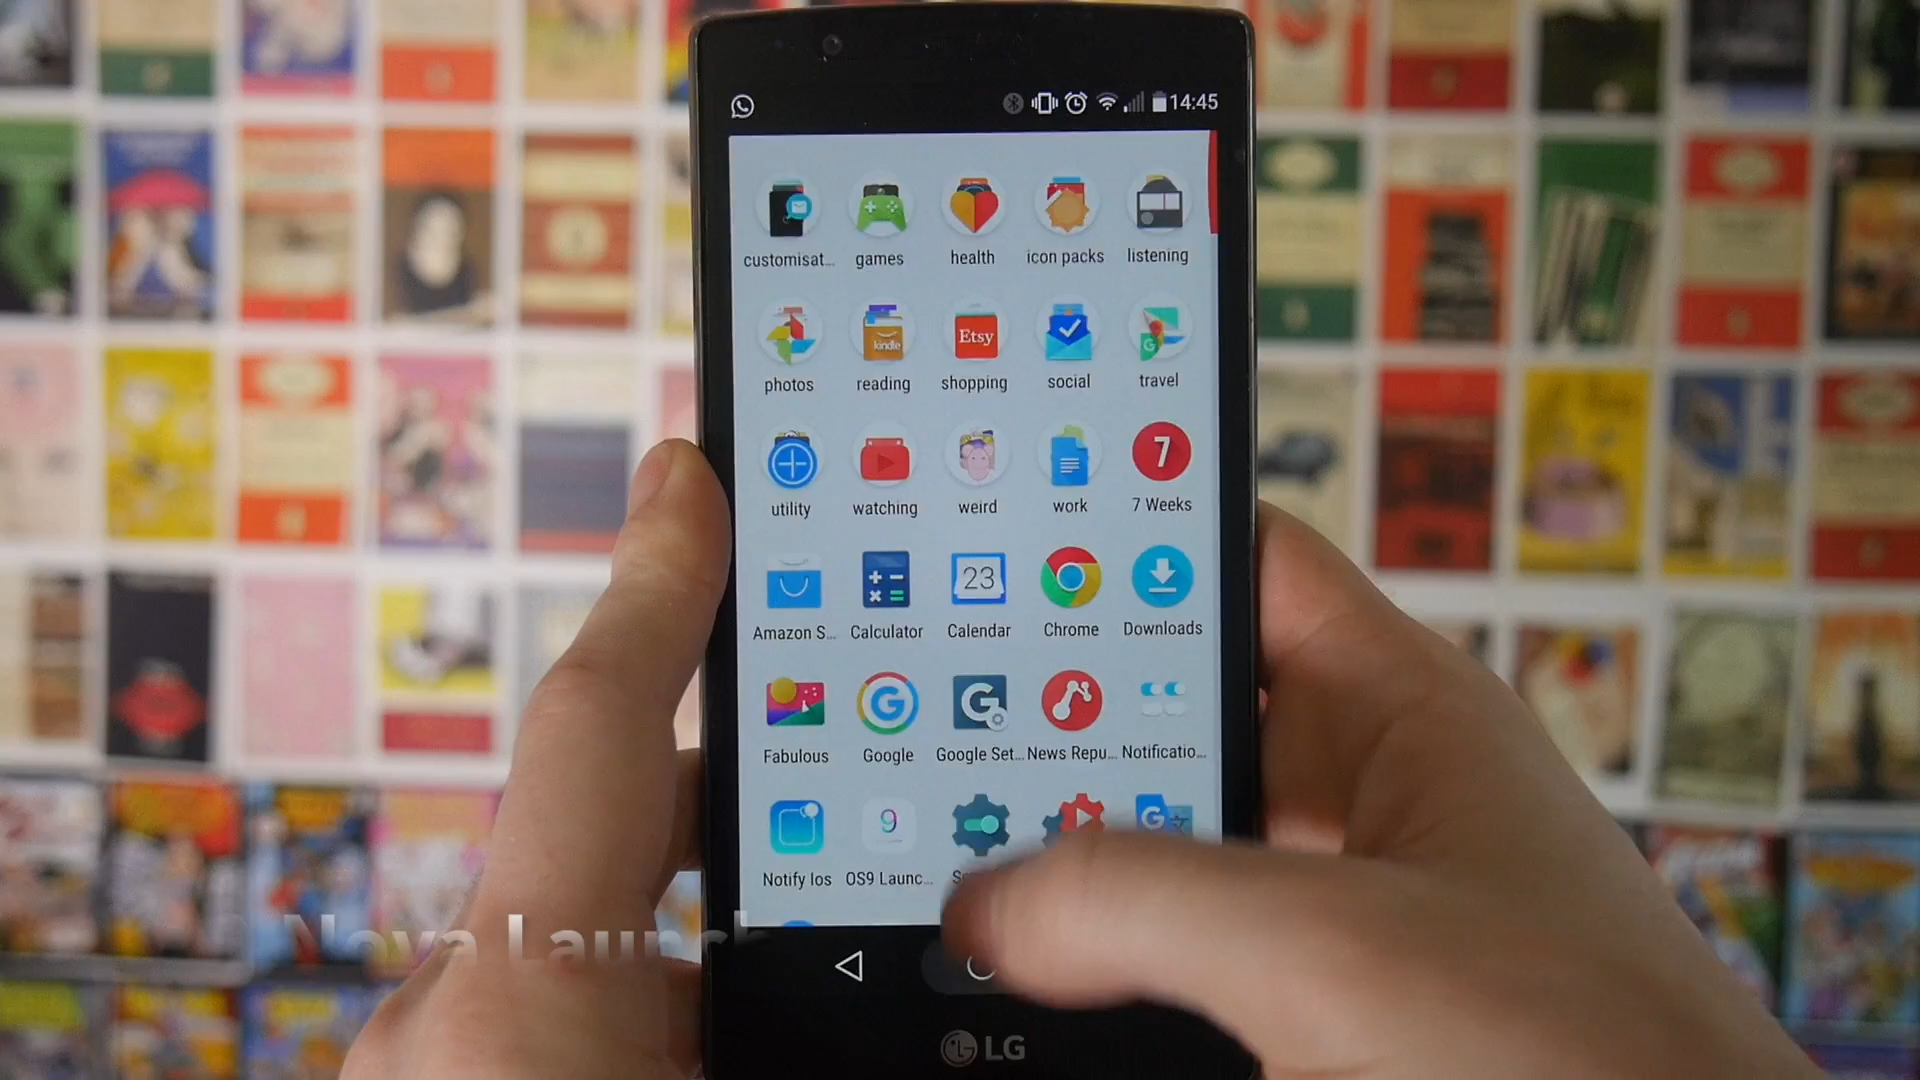 14:45
customisat... games health icon packs listening
kindle Etsy
photos reading shopping social travel
7
utility watching weird work 7 Weeks
23
Amazon S... Calculator Calendar Chrome Downloads
Fabulous Google Google Set... News Repu... Notificatio...
9
Notify Ios OS9 Launc...
Nova Launch
LG